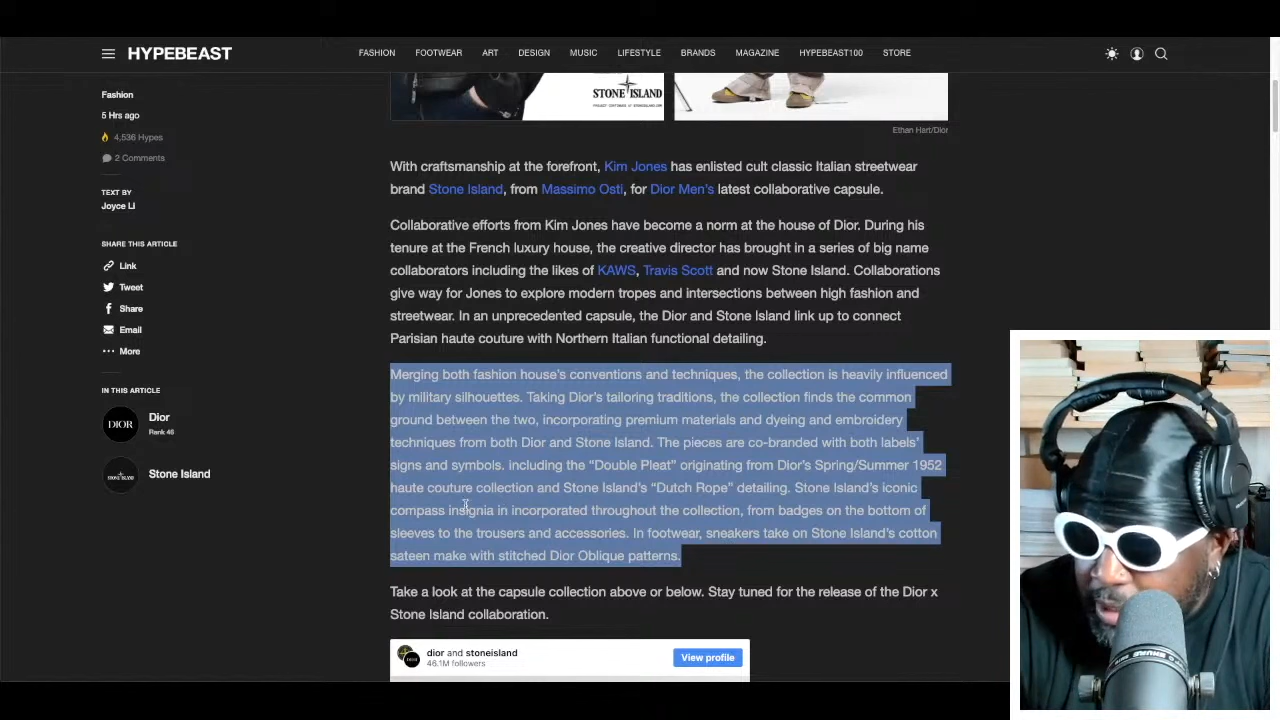 HYPEBEAST
FASHION FOOTWEAR ART DESIGN MUSIC LIFESTYLE BRANDS MAGAZINE HYPEBEAST100 STORE
Fashion
5 Hrs ago
4,536 Hypes
2 Comments
TEXT BY
Joyce Li
SHARE THIS ARTICLE
Link
Tweet
Share
Email
More
IN THIS ARTICLE
DIOR
Dior
Rank 46
Stone Island
STONE ISLAND
Ethan Hart/Dior
With craftsmanship at the forefront, Kim Jones has enlisted cult classic Italian streetwear
brand Stone Island, from Massimo Osti, for Dior Men's latest collaborative capsule.
Collaborative efforts from Kim Jones have become a norm at the house of Dior. During his
tenure at the French luxury house, the creative director has brought in a series of big name
collaborators including the likes of KAWS, Travis Scott and now Stone Island. Collaborations
give way for Jones to explore modern tropes and intersections between high fashion and
streetwear. In an unprecedented capsule, the Dior and Stone Island link up to connect
Parisian haute couture with Northern Italian functional detailing.
Merging both fashion house's conventions and techniques, the collection is heavily influenced
by military silhouettes. Taking Dior's tailoring traditions, the collection finds the common
ground between the two, incorporating premium materials and dyeing and embroidery
techniques from both Dior and Stone Island. The pieces are co-branded with both labels'
signs and symbols. including the “Double Pleat” originating from Dior's Spring/Summer 1952
haute couture collection and Stone Island's “Dutch Rope” detailing. Stone Island's iconic
compass insignia in incorporated throughout the collection, from badges on the bottom of
sleeves to the trousers and accessories. In footwear, sneakers take on Stone Island's cotton
sateen make with stitched Dior Oblique patterns.
Take a look at the capsule collection above or below. Stay tuned for the release of the Dior x
Stone Island collaboration.
dior and stoneisland
46.1M followers
View profile